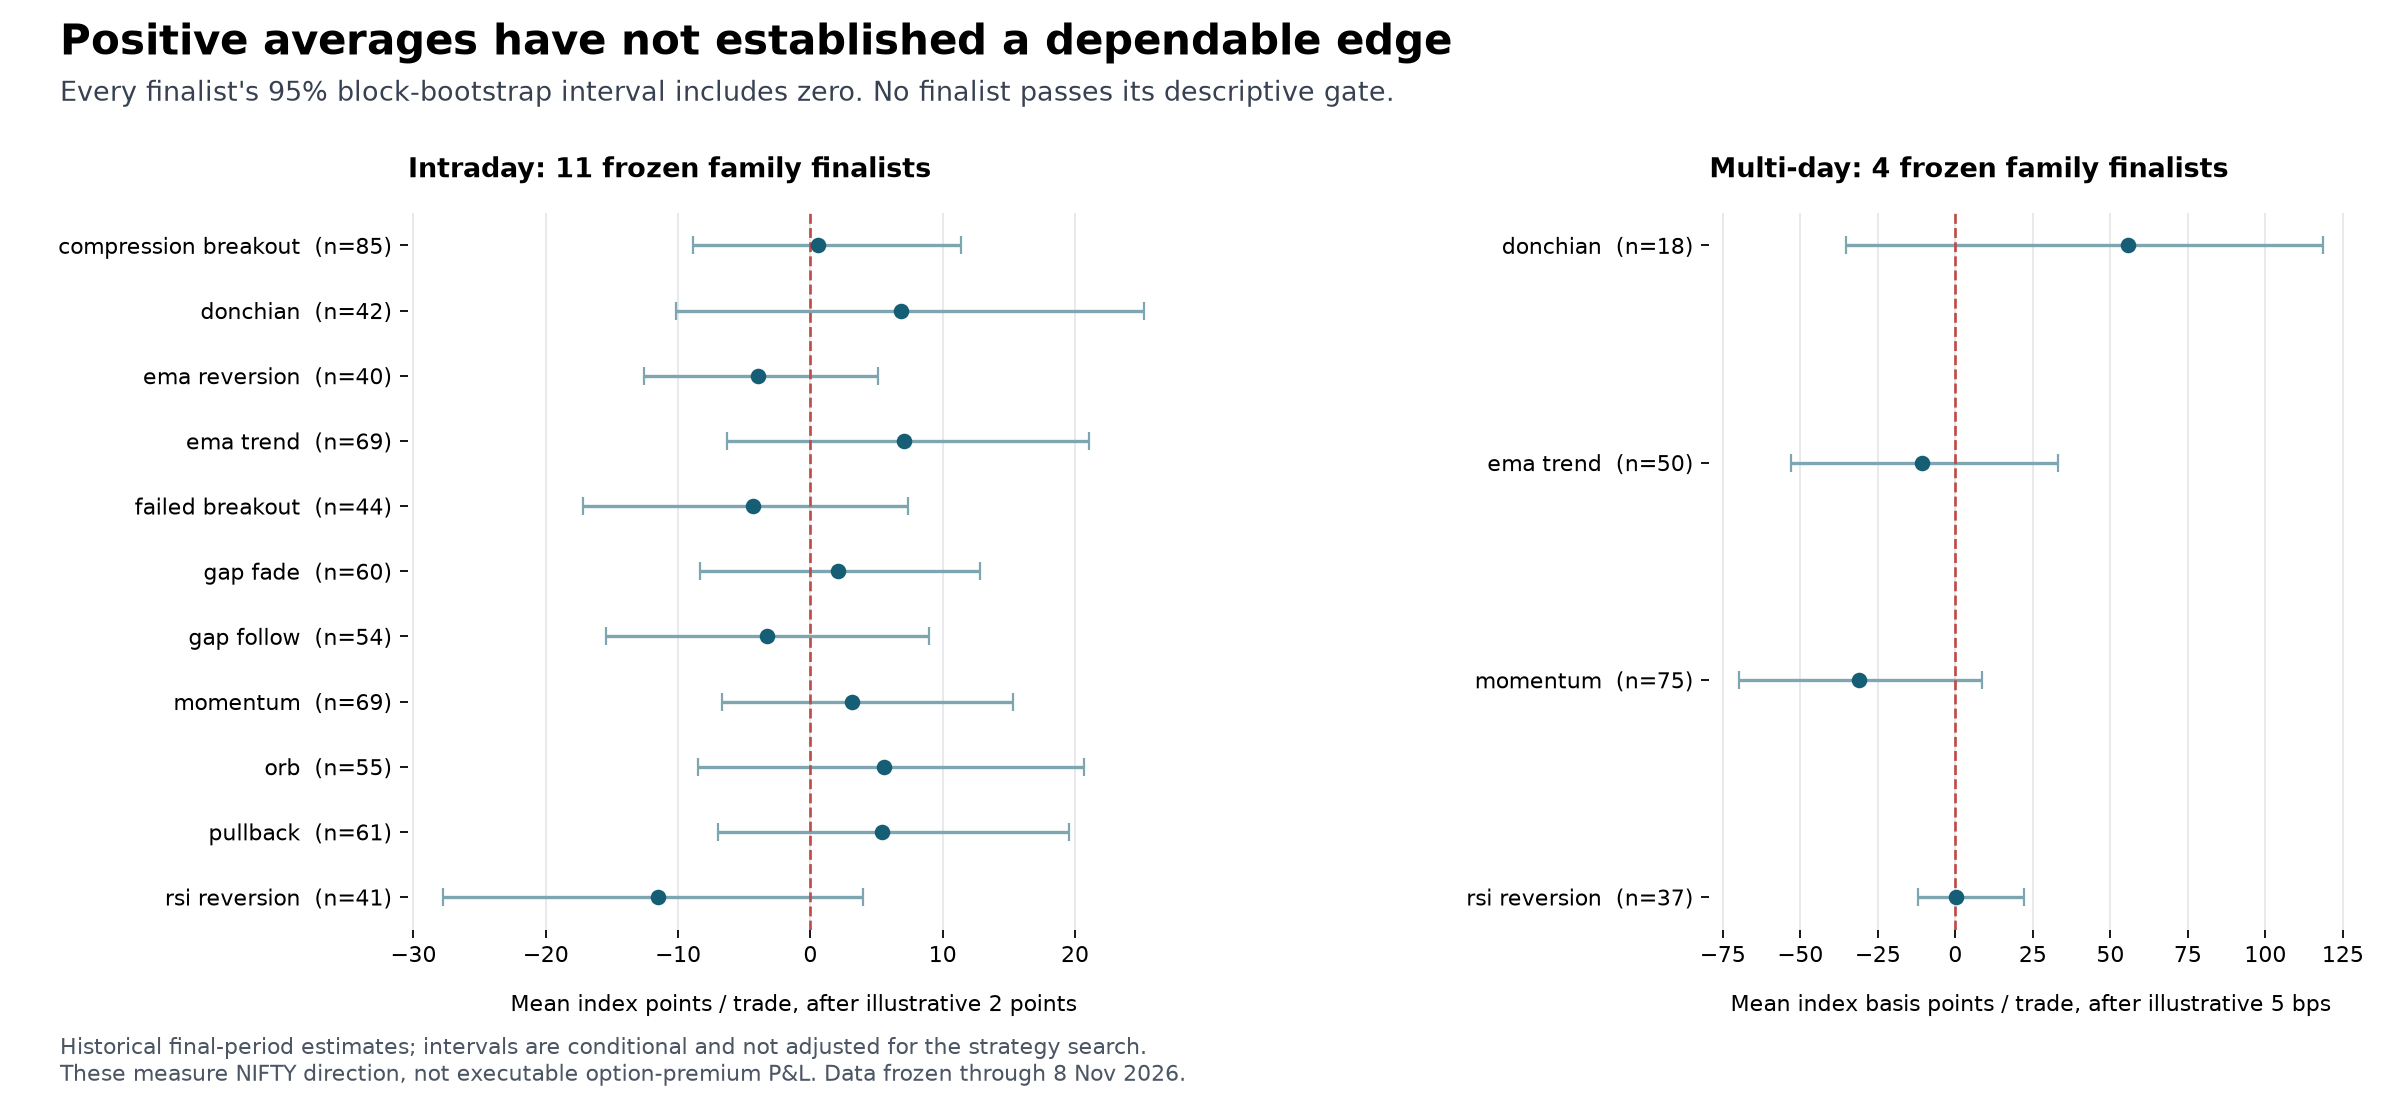 Positive averages have not established a dependable edge
Every finalist's 95% block-bootstrap interval includes zero. No finalist passes its descriptive gate.
Intraday: 11 frozen family finalists
compression breakout (n=85)
donchian (n=42)
ema reversion (n=40)
ema trend (n=69)
failed breakout (n=44)
gap fade (n=60)
gap follow (n=54)
momentum (n=69)
orb (n=55)
pullback (n=61)
rsi reversion (n=41)
−30 −20 −10 0 10 20
Mean index points / trade, after illustrative 2 points
Multi-day: 4 frozen family finalists
donchian (n=18)
ema trend (n=50)
momentum (n=75)
rsi reversion (n=37)
−75 −50 −25 0 25 50 75 100 125
Mean index basis points / trade, after illustrative 5 bps
Historical final-period estimates; intervals are conditional and not adjusted for the strategy search.
These measure NIFTY direction, not executable option-premium P&L. Data frozen through 8 Nov 2026.